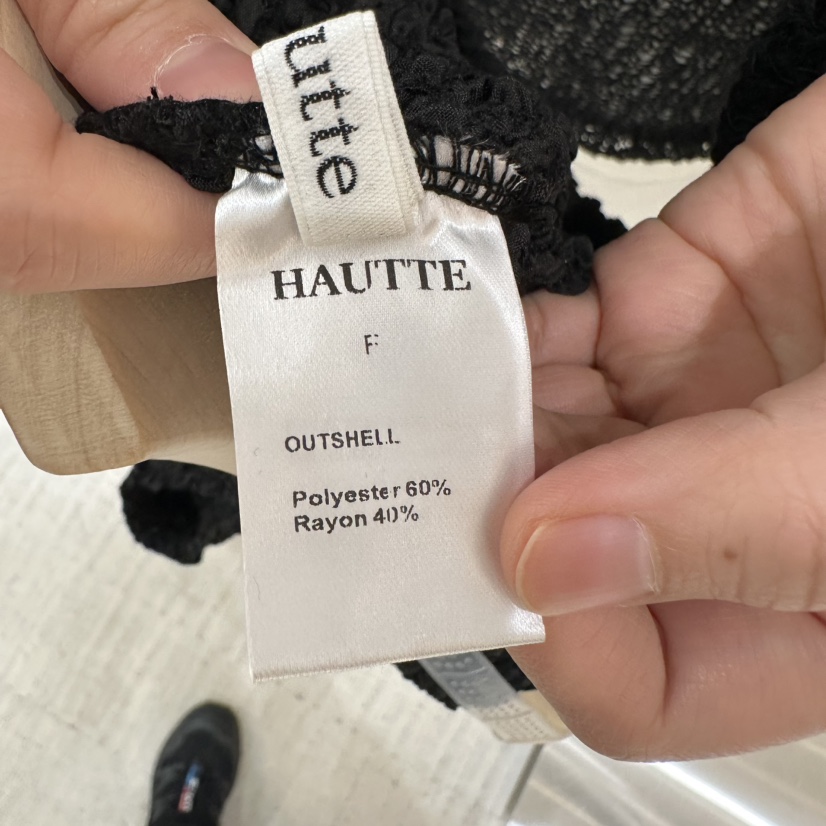 utte
HAUTTE
F
OUTSHELL
Polyester 60%
Rayon 40%